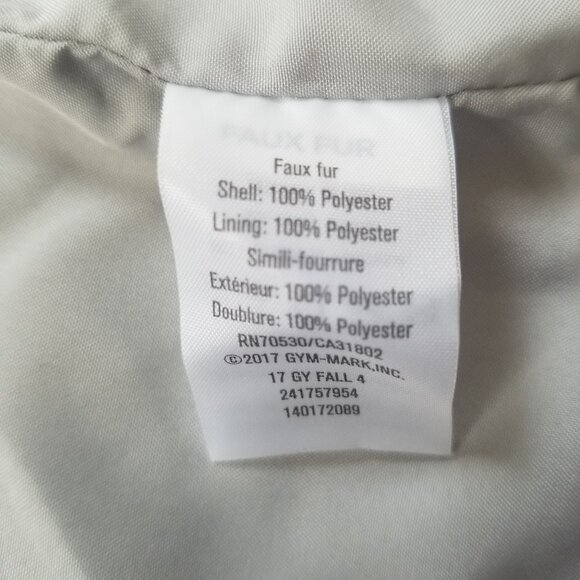 FAUX FUR
Faux fur
Shell: 100% Polyester
Lining: 100% Polyester
Simili-fourrure
Extérieur: 100% Polyester
Doublure: 100% Polyester
RN70530/CA31802
©2017 GYM-MARK,INC.
17 GY FALL 4
241757954
140172089